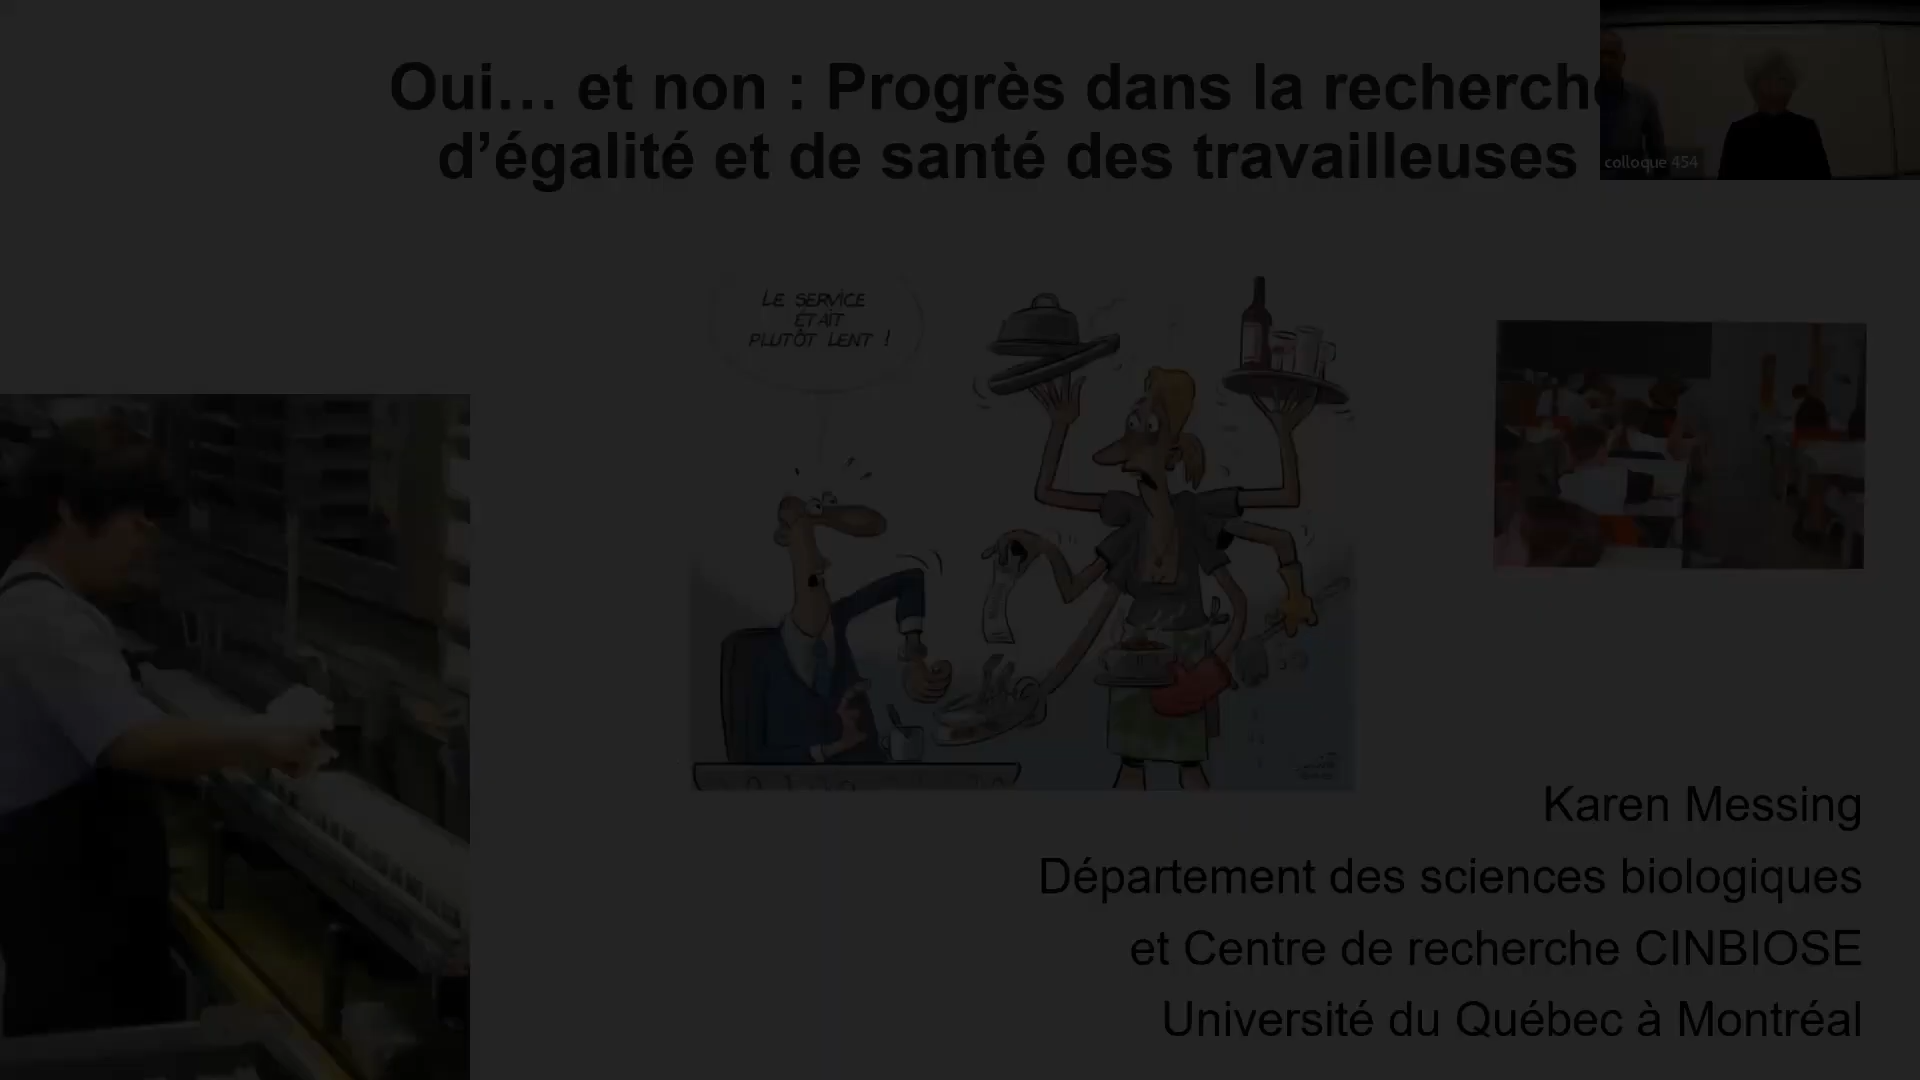 Oui… et non : Progrès dans la recherche
d’égalité et de santé des travailleuses
colloque 454
LE SERVICE
ÉTAIT
PLUTÔT LENT !
Karen Messing
Département des sciences biologiques
et Centre de recherche CINBIOSE
Université du Québec à Montréal